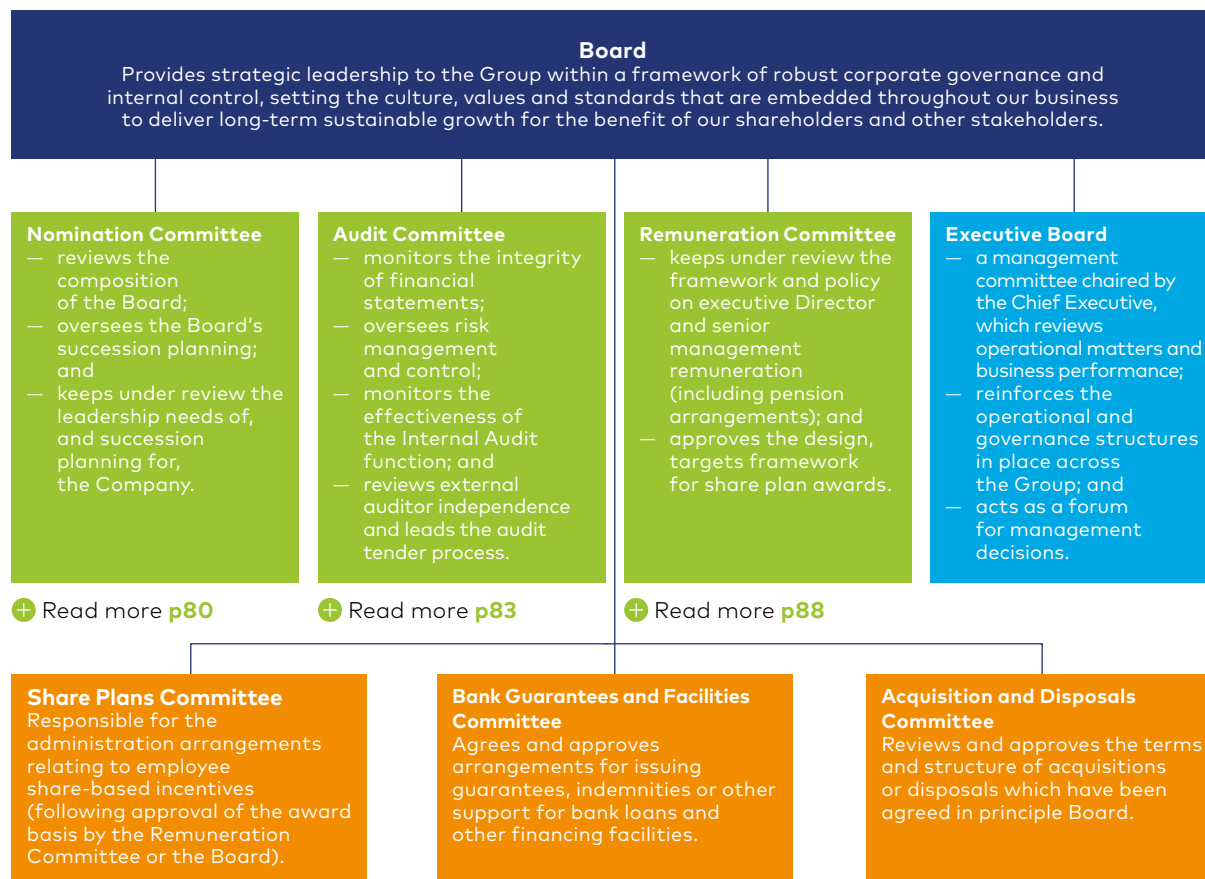 Board
Provides strategic leadership to the Group within a framework of robust corporate governance and
internal control, setting the culture, values and standards that are embedded throughout our business
to deliver long-term sustainable growth for the benefit of our shareholders and other stakeholders.
Nomination Committee
— reviews the
composition
of the Board;
— oversees the Board’s
succession planning;
and
— keeps under review the
leadership needs of,
and succession
planning for,
the Company.
Read more p80
Audit Committee
— monitors the integrity
of financial
statements;
— oversees risk
management
and control;
— monitors the
effectiveness of
the Internal Audit
function; and
— reviews external
auditor independence
and leads the audit
tender process.
Read more p83
Remuneration Committee
— keeps under review the
framework and policy
on executive Director
and senior
management
remuneration
(including pension
arrangements); and
— approves the design,
targets framework
for share plan awards.
Read more p88
Executive Board
— a management
committee chaired by
the Chief Executive,
which reviews
operational matters and
business performance;
— reinforces the
operational and
governance structures
in place across
the Group; and
— acts as a forum
for management
decisions.
Share Plans Committee
Responsible for the
administration arrangements
relating to employee
share-based incentives
(following approval of the award
basis by the Remuneration
Committee or the Board).
Bank Guarantees and Facilities
Committee
Agrees and approves
arrangements for issuing
guarantees, indemnities or other
support for bank loans and
other financing facilities.
Acquisition and Disposals
Committee
Reviews and approves the terms
and structure of acquisitions
or disposals which have been
agreed in principle Board.